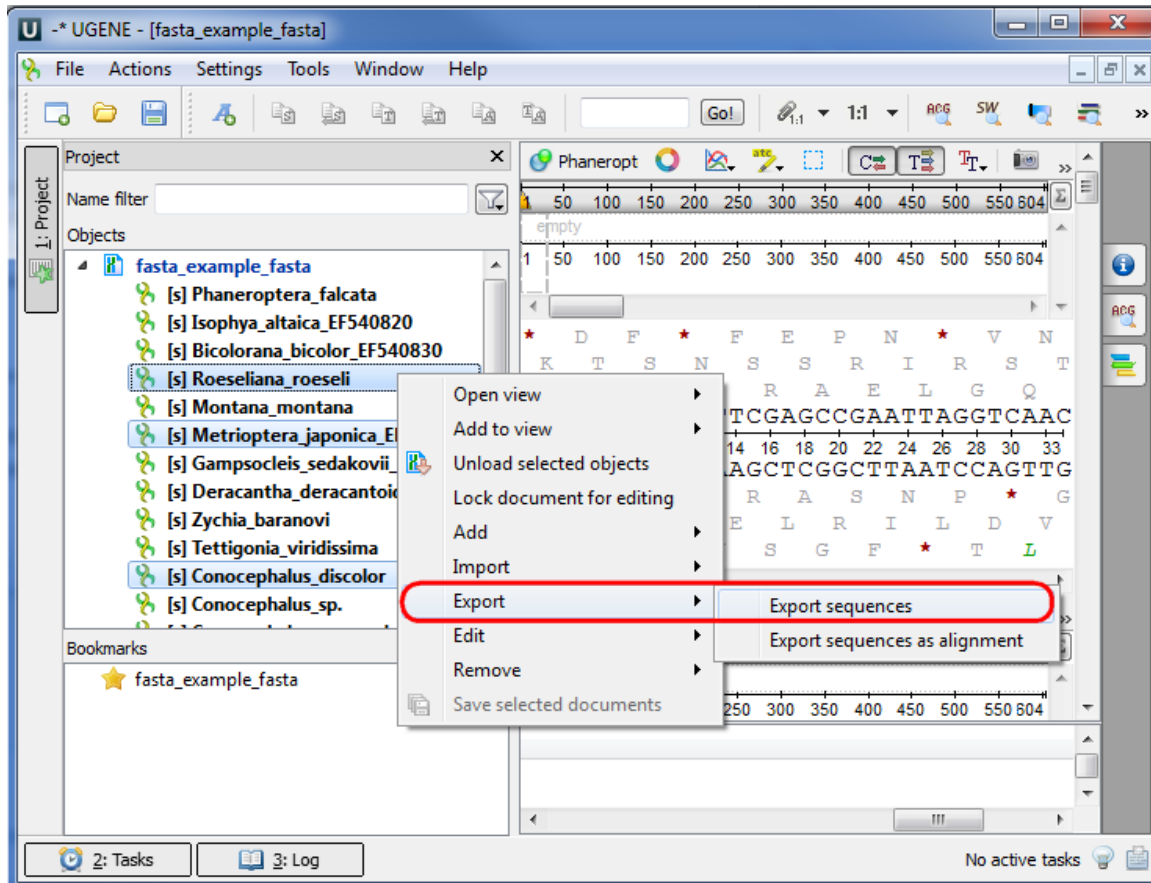 -* UGENE - [fasta_example_fasta]
File Actions Settings Tools Window Help
Go! 1:1 ACG SW »
1: Project
Project
Name filter
Objects
fasta_example_fasta
[s] Phaneroptera_falcata
[s] Isophya_altaica_EF540820
[s] Bicolorana_bicolor_EF540830
[s] Roeseliana_roeseli
[s] Montana_montana
[s] Metrioptera_japonica_E
[s] Gampsocleis_sedakovii_
[s] Deracantha_deracantoi
[s] Zychia_baranovi
[s] Tettigonia_viridissima
[s] Conocephalus_discolor
[s] Conocephalus_sp.
Bookmarks
fasta_example_fasta
Open view
Add to view
Unload selected objects
Lock document for editing
Add
Import
Export
Edit
Remove
Save selected documents
Export sequences
Export sequences as alignment
Phaneropt
1 50 100 150 200 250 300 350 400 450 500 550 604 Σ
empty
1 50 100 150 200 250 300 350 400 450 500 550 604
* D F * F E P N * V N
K T S N S S R I R S T
R A E L G Q
TCGAGCCGAATTAGGTCAAC
14 16 18 20 22 24 26 28 30 33
AGCTCGGCTTAATCCAGTTG
R A S N P * G
E L R I L D V
S G F * T L
250 300 350 400 450 500 550 604
ACG
2: Tasks
3: Log
No active tasks